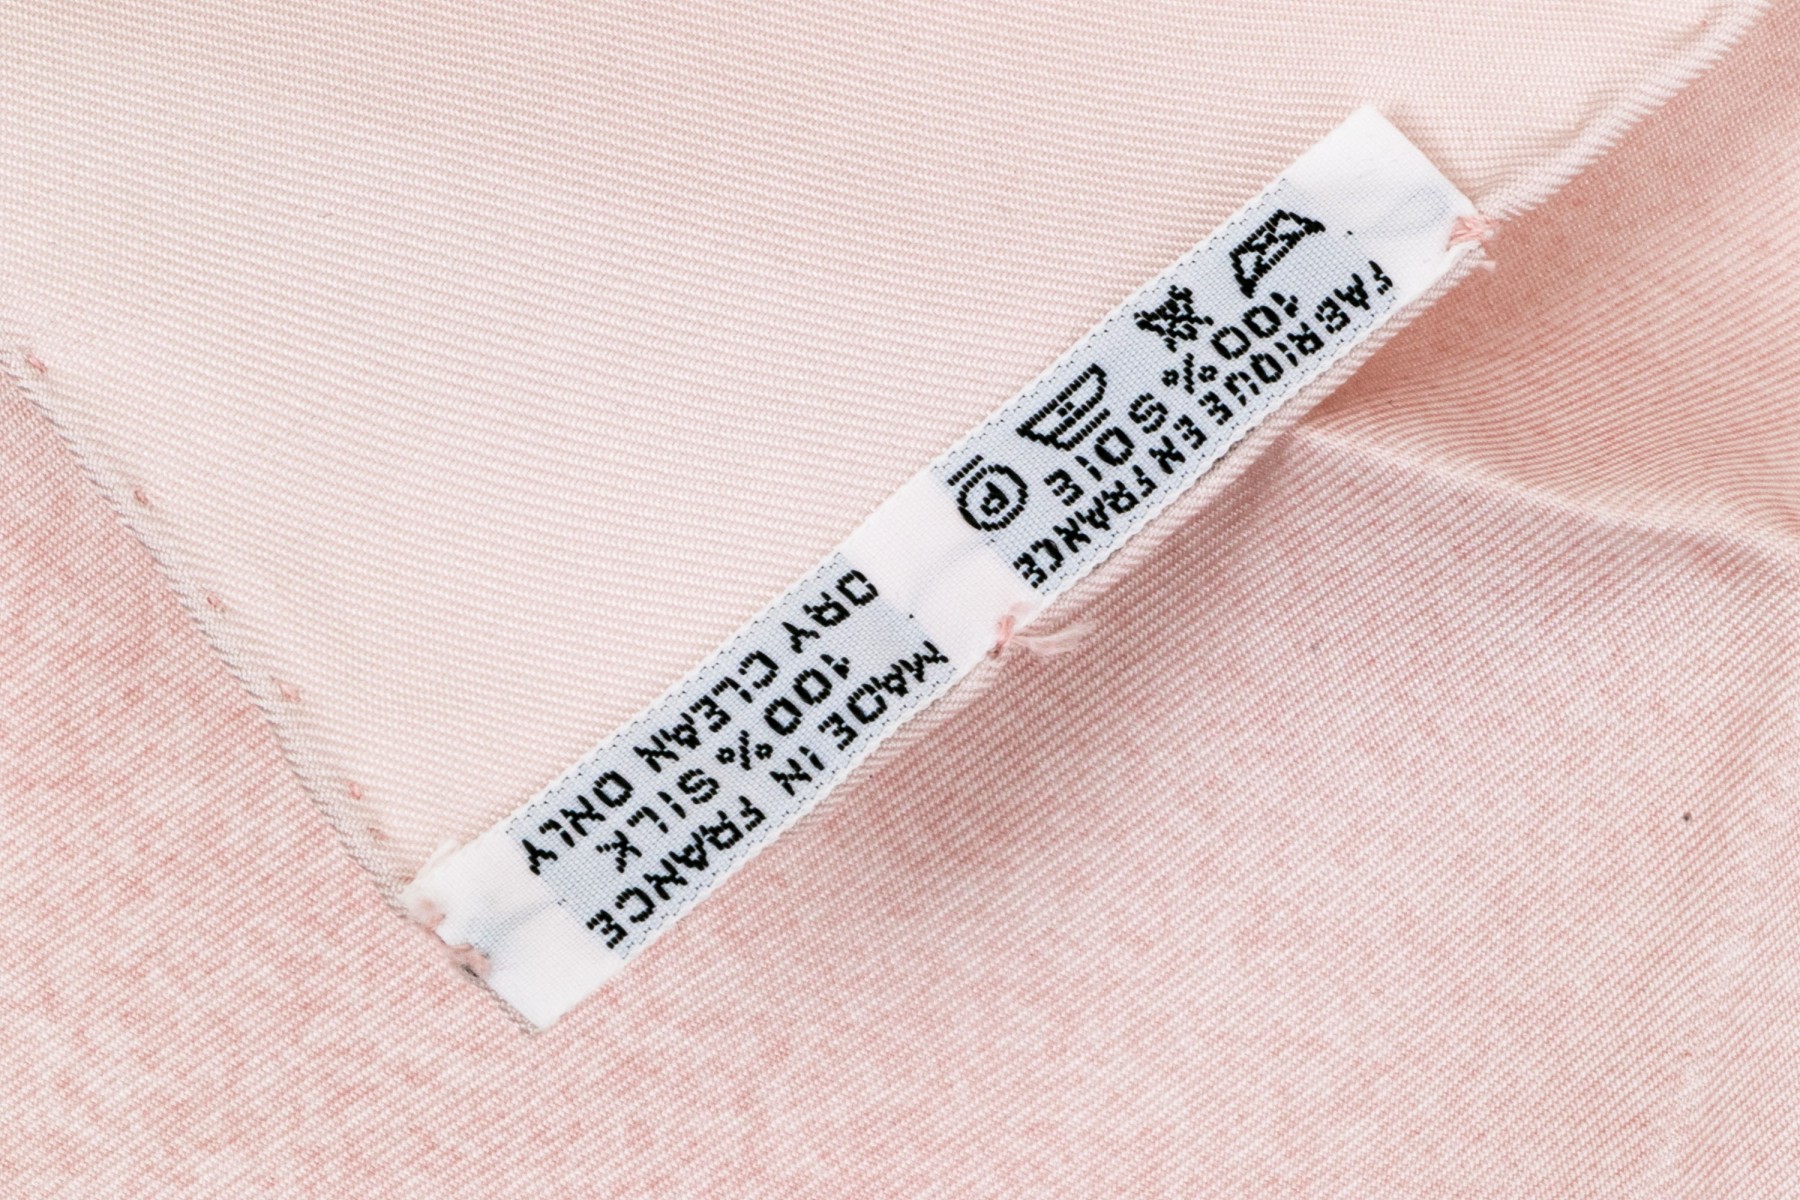 FABRIQUE EN FRANCE
100 % SOIE
P
MADE IN FRANCE
100 % SILK
DRY CLEAN ONLY